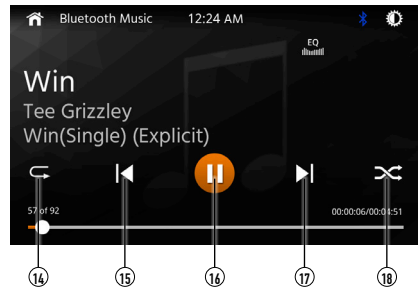 Bluetooth Music 12:24 AM
EQ
Win
Tee Grizzley
Win(Single) (Explicit)
57 of 92 00:00:06/00:04:51
14 15 16 17 18